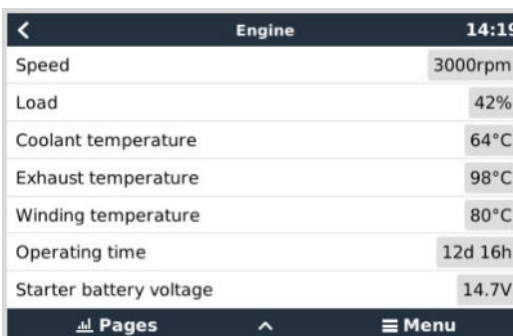 Engine 14:19
Speed 3000rpm
Load 42%
Coolant temperature 64°C
Exhaust temperature 98°C
Winding temperature 80°C
Operating time 12d 16h
Starter battery voltage 14.7V
Pages Menu